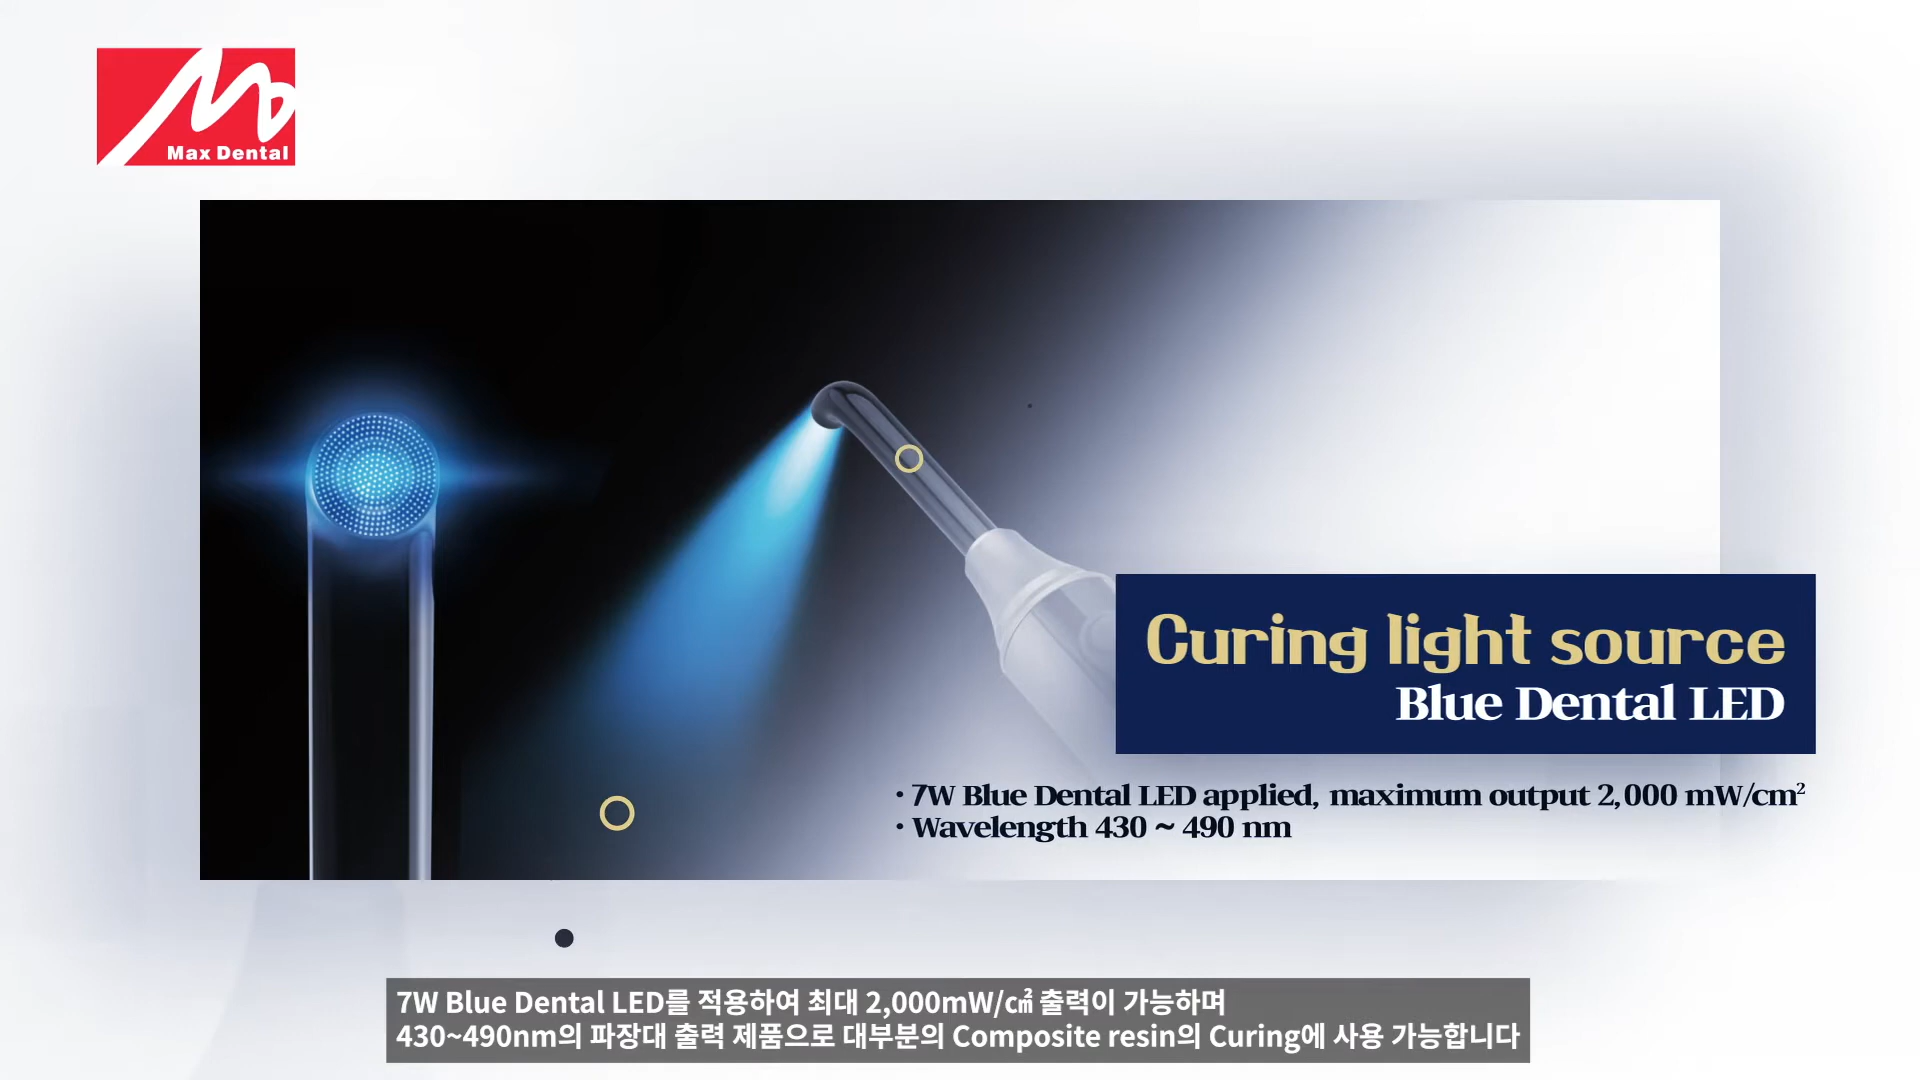 Max Dental
Curing light source
Blue Dental LED
· 7W Blue Dental LED applied, maximum output 2,000 mW/cm²
· Wavelength 430 ~ 490 nm
7W Blue Dental LED를 적용하여 최대 2,000mW/㎠ 출력이 가능하며
430~490nm의 파장대 출력 제품으로 대부분의 Composite resin의 Curing에 사용 가능합니다